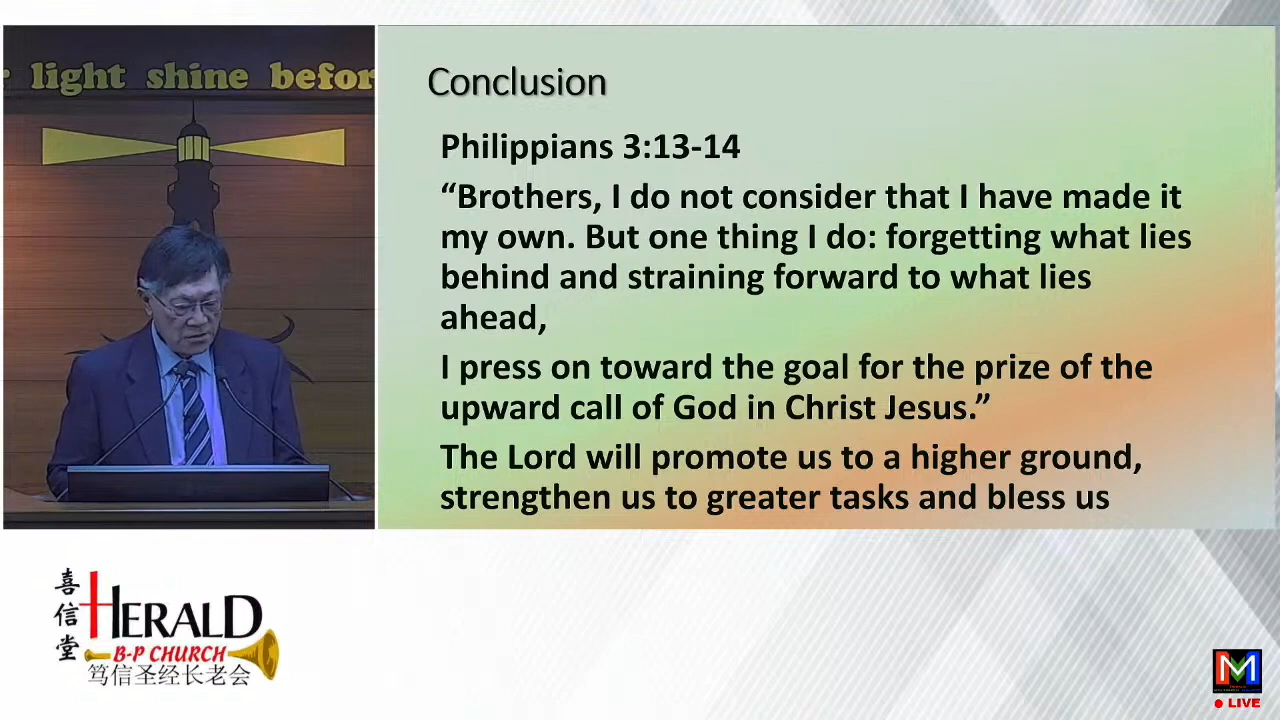 light shine befor
Conclusion
Philippians 3:13-14
“Brothers, I do not consider that I have made it
my own. But one thing I do: forgetting what lies
behind and straining forward to what lies
ahead,
I press on toward the goal for the prize of the
upward call of God in Christ Jesus.”
The Lord will promote us to a higher ground,
strengthen us to greater tasks and bless us
喜信堂
HERALD
B-P CHURCH
笃信圣经长老会
M
LIVE